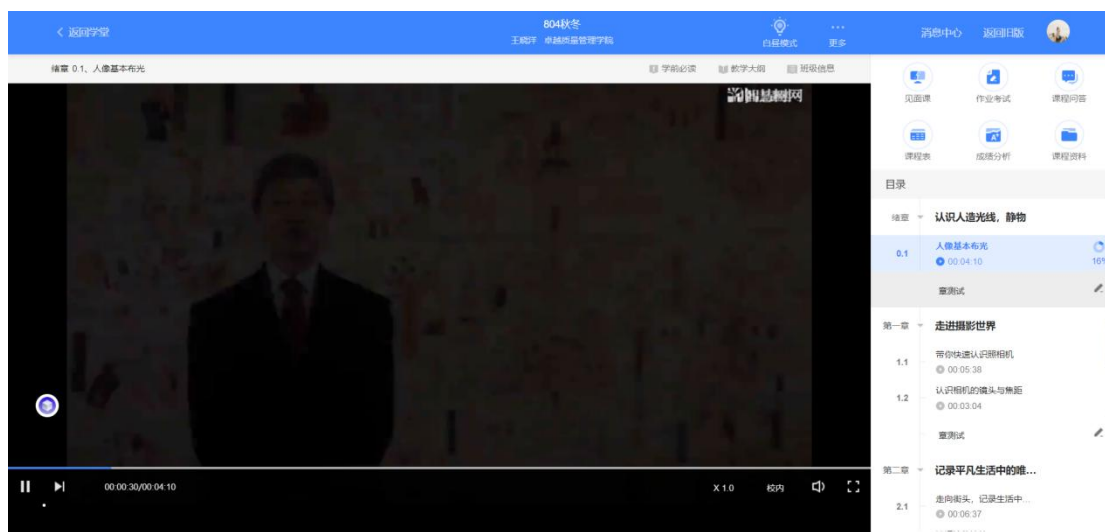 返回学堂
804秋冬
王晓洋 卓越质量管理学院
白昼模式
更多
消息中心
返回旧版
绪章 0.1、人像基本布光
学前必读
教学大纲
班级信息
智慧树网
见面课
作业考试
课程问答
课程表
成绩分析
课程资料
目录
绪章 认识人造光线，静物
0.1 人像基本布光
00:04:10
16%
章测试
第一章 走进摄影世界
1.1 带你快速认识照相机
00:05:38
1.2 认识相机的镜头与焦距
00:03:04
章测试
第二章 记录平凡生活中的唯...
2.1 走向街头，记录生活中...
00:06:37
00:00:30/00:04:10
X 1.0
校内